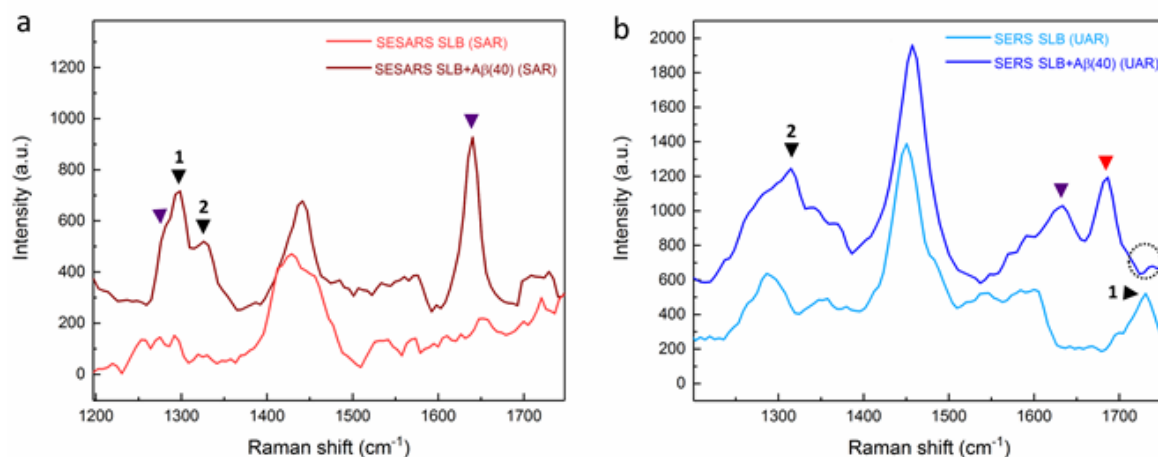 a
SESARS SLB (SAR)
SESARS SLB+Aβ(40) (SAR)
1200
1000
800
600
400
200
0
Intensity (a.u.)
1
2
1200 1300 1400 1500 1600 1700
Raman shift (cm⁻¹)
b
SERS SLB (UAR)
SERS SLB+Aβ(40) (UAR)
2000
1800
1600
1400
1200
1000
800
600
400
200
0
Intensity (a.u.)
2
1
1300 1400 1500 1600 1700
Raman shift (cm⁻¹)